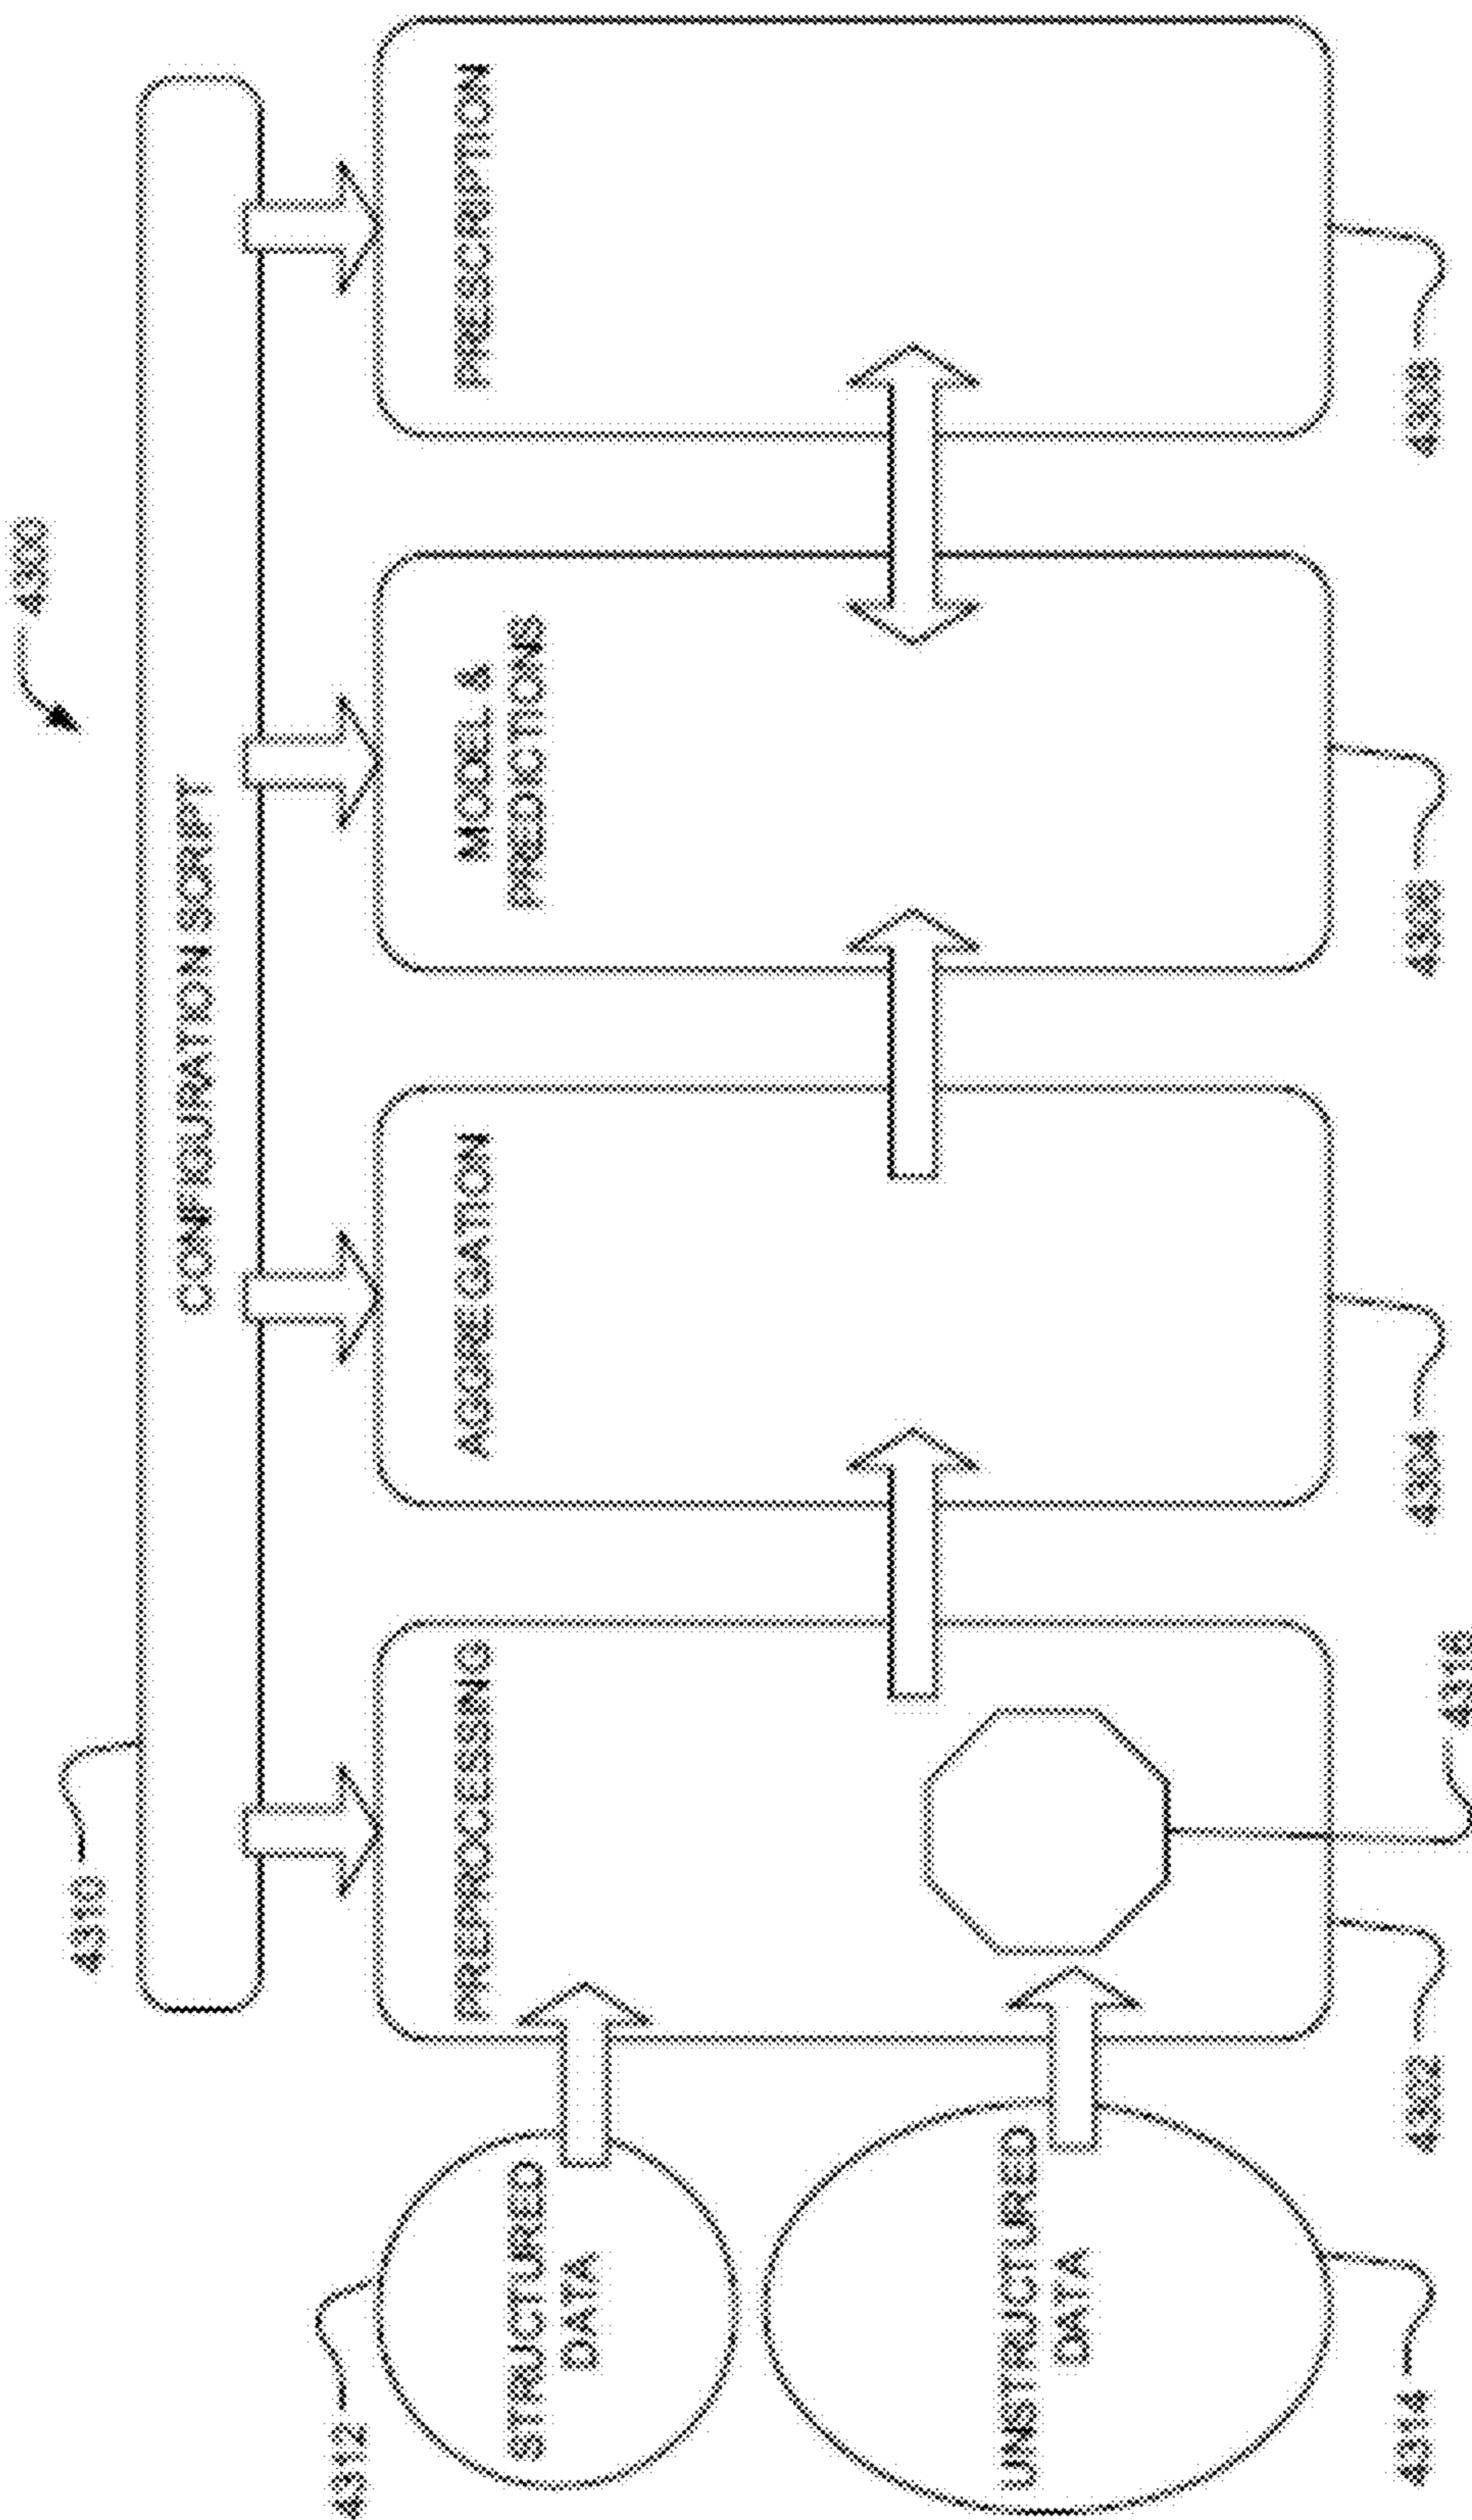 4300
4310
CONFIGURATION SCRIPT
4312
STRUCTURED
DATA
UNSTRUCTURED
DATA
4314
PREPROCESSING
4316
4302
AGGREGATION
4304
MODEL &
PREDICTIONS
4306
PRESCRIPTION
4308